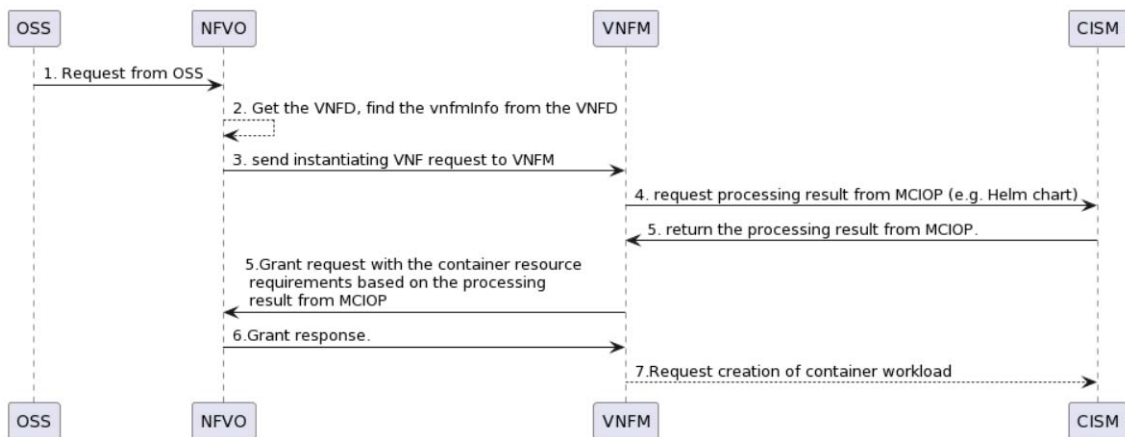 OSS
NFVO
VNFM
CISM
1. Request from OSS
2. Get the VNFD, find the vnfmInfo from the VNFD
3. send instantiating VNF request to VNFM
4. request processing result from MCIOP (e.g. Helm chart)
5. return the processing result from MCIOP.
5.Grant request with the container resource
requirements based on the processing
result from MCIOP
6.Grant response.
7.Request creation of container workload
OSS
NFVO
VNFM
CISM